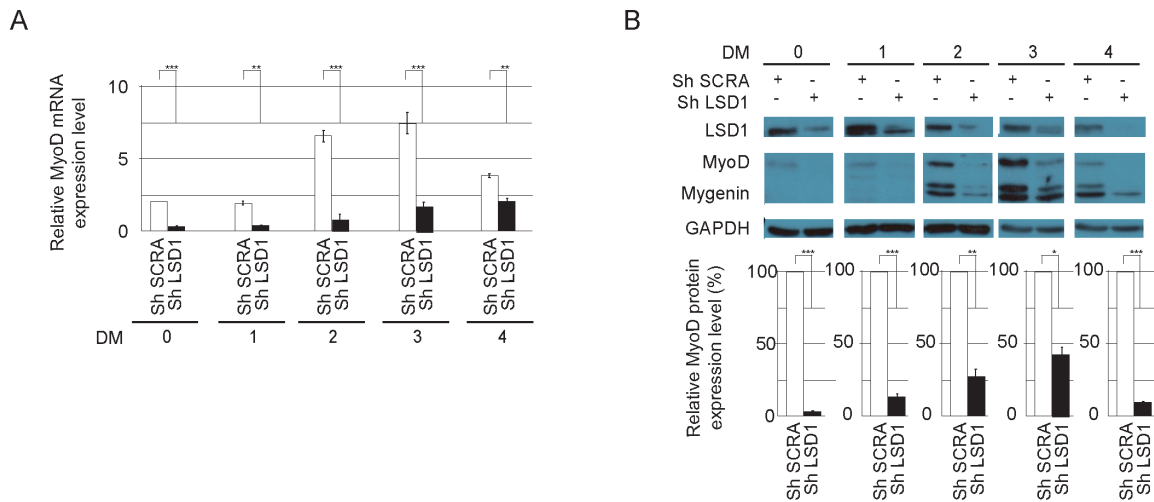 A
Relative MyoD mRNA
expression level
10
5
0
***
**
***
***
**
Sh SCRA
Sh LSD1
Sh SCRA
Sh LSD1
Sh SCRA
Sh LSD1
Sh SCRA
Sh LSD1
Sh SCRA
Sh LSD1
DM 0 1 2 3 4
B
DM 0 1 2 3 4
Sh SCRA + - + - + - + - + -
Sh LSD1 - + - + - + - + - +
LSD1
MyoD
Mygenin
GAPDH
Relative MyoD protein
expression level (%)
*** *** ** * ***
100 100 100 100 100
50 50 50 50 50
0 0 0 0 0
Sh SCRA
Sh LSD1
Sh SCRA
Sh LSD1
Sh SCRA
Sh LSD1
Sh SCRA
Sh LSD1
Sh SCRA
Sh LSD1